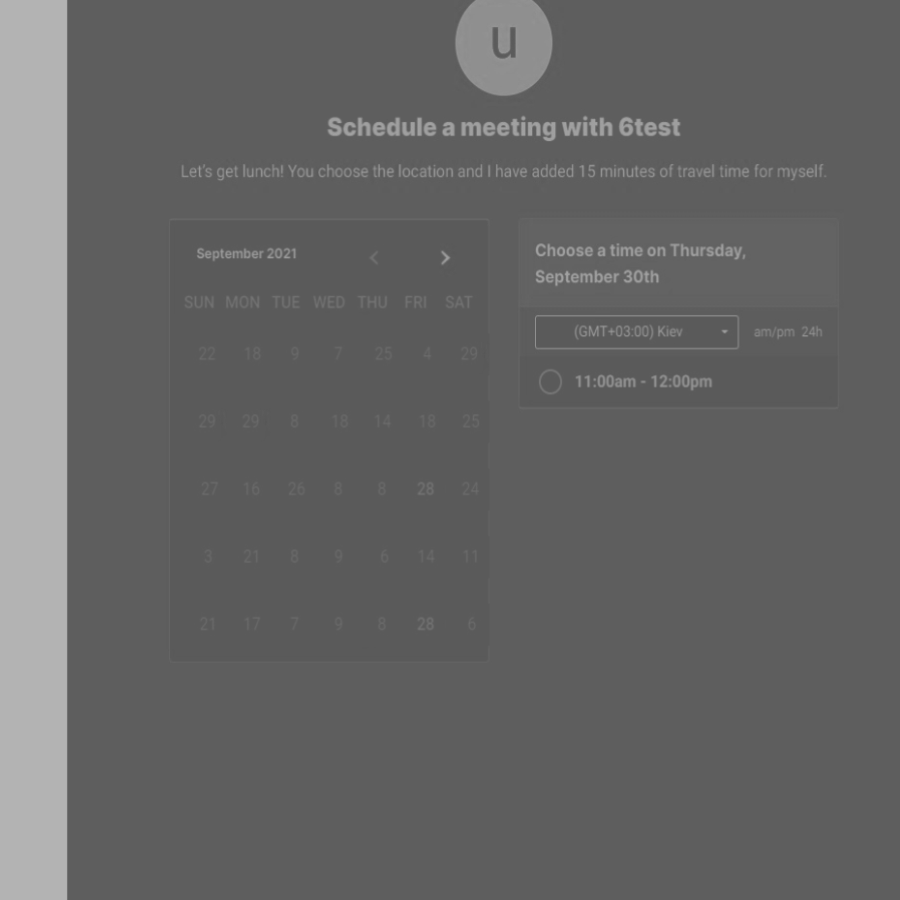 u
Schedule a meeting with 6test
Let's get lunch! You choose the location and I have added 15 minutes of travel time for myself.
September 2021
SUN MON TUE WED THU FRI SAT
22 18 9 7 25 4 29
29 29 8 18 14 18 25
27 16 26 8 8 28 24
3 21 8 9 6 14 11
21 17 7 9 8 28 6
Choose a time on Thursday,
September 30th
(GMT+03:00) Kiev
am/pm 24h
11:00am - 12:00pm